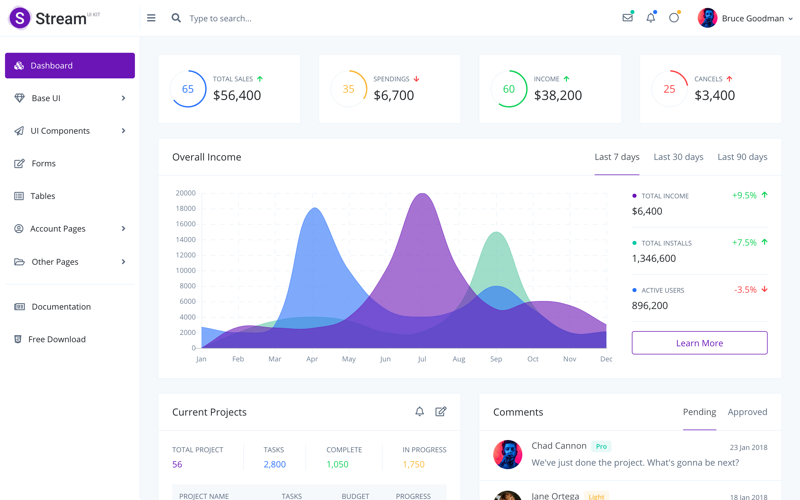 S Stream UI KIT
Type to search...
Bruce Goodman
Dashboard
Base UI
UI Components
Forms
Tables
Account Pages
Other Pages
Documentation
Free Download
65
TOTAL SALES
$56,400
35
SPENDINGS
$6,700
60
INCOME
$38,200
25
CANCELS
$3,400
Overall Income
Last 7 days
Last 30 days
Last 90 days
20000
18000
16000
14000
12000
10000
8000
6000
4000
2000
0
Jan Feb Mar Apr May Jun Jul Aug Sep Oct Nov Dec
TOTAL INCOME +9.5%
$6,400
TOTAL INSTALLS +7.5%
1,346,600
ACTIVE USERS -3.5%
896,200
Learn More
Current Projects
TOTAL PROJECT
56
TASKS
2,800
COMPLETE
1,050
IN PROGRESS
1,750
PROJECT NAME TASKS BUDGET PROGRESS
Comments
Pending
Approved
Chad Cannon Pro 23 Jan 2018
We've just done the project. What's gonna be next?
Jane Ortega Light 18 Jan 2018